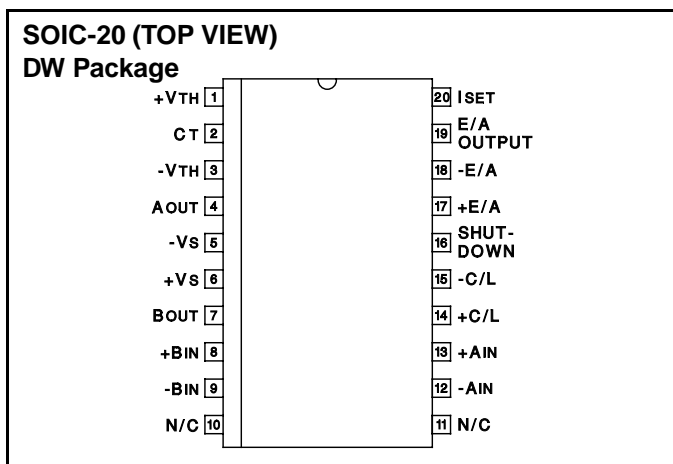 SOIC-20 (TOP VIEW)
DW Package
+VTH 1
CT 2
-VTH 3
AOUT 4
-VS 5
+VS 6
BOUT 7
+BIN 8
-BIN 9
N/C 10
20 ISET
19 E/A
OUTPUT
18 -E/A
17 +E/A
16 SHUT-
DOWN
15 -C/L
14 +C/L
13 +AIN
12 -AIN
11 N/C